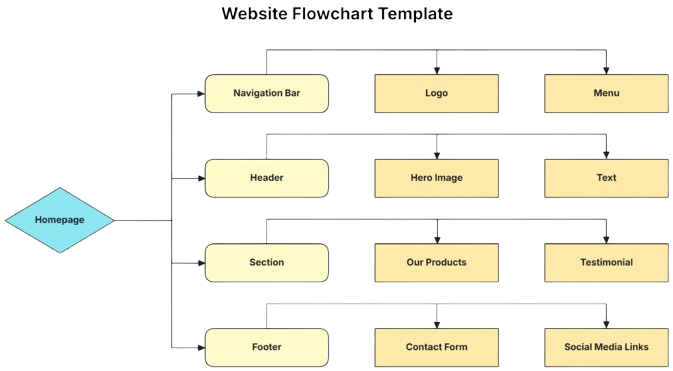 Website Flowchart Template
Navigation Bar
Logo
Menu
Header
Hero Image
Text
Homepage
Section
Our Products
Testimonial
Footer
Contact Form
Social Media Links